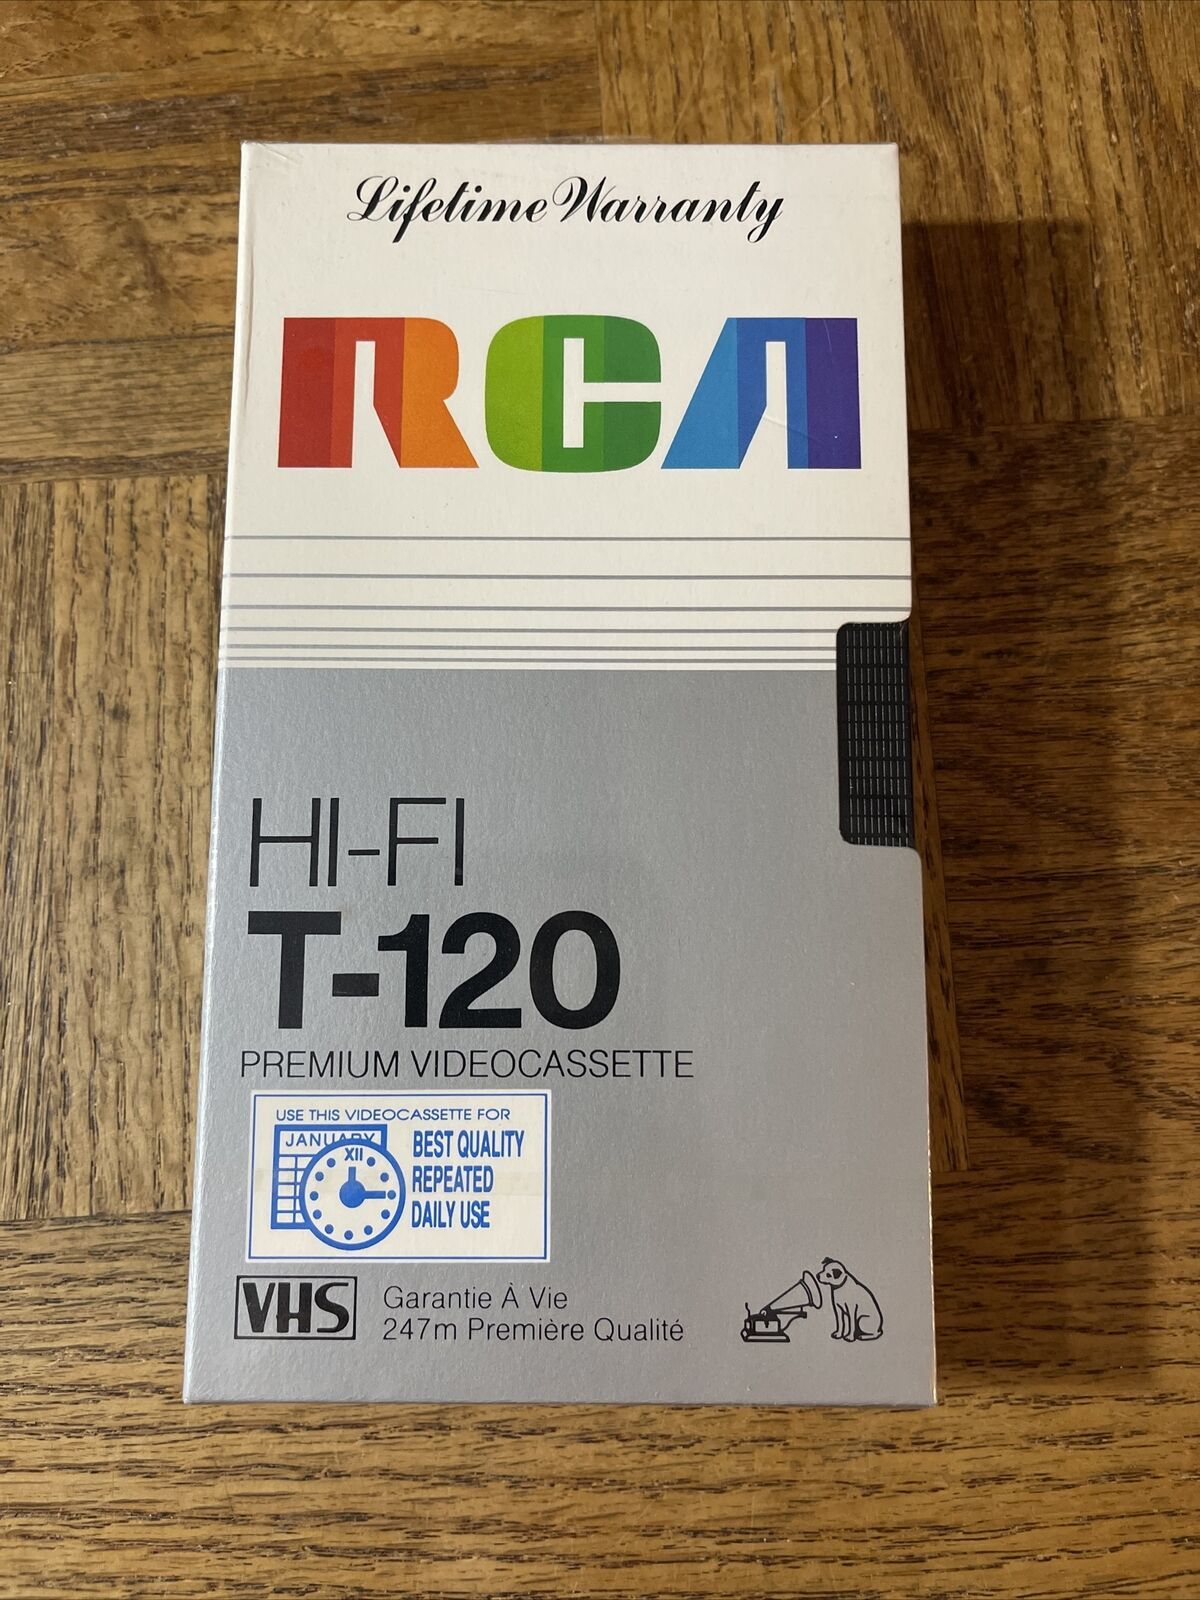 Lifetime Warranty
RCA
HI-FI
T-120
PREMIUM VIDEOCASSETTE
USE THIS VIDEOCASSETTE FOR
JANUARY
XII
BEST QUALITY
REPEATED
DAILY USE
VHS
Garantie À Vie
247m Première Qualité